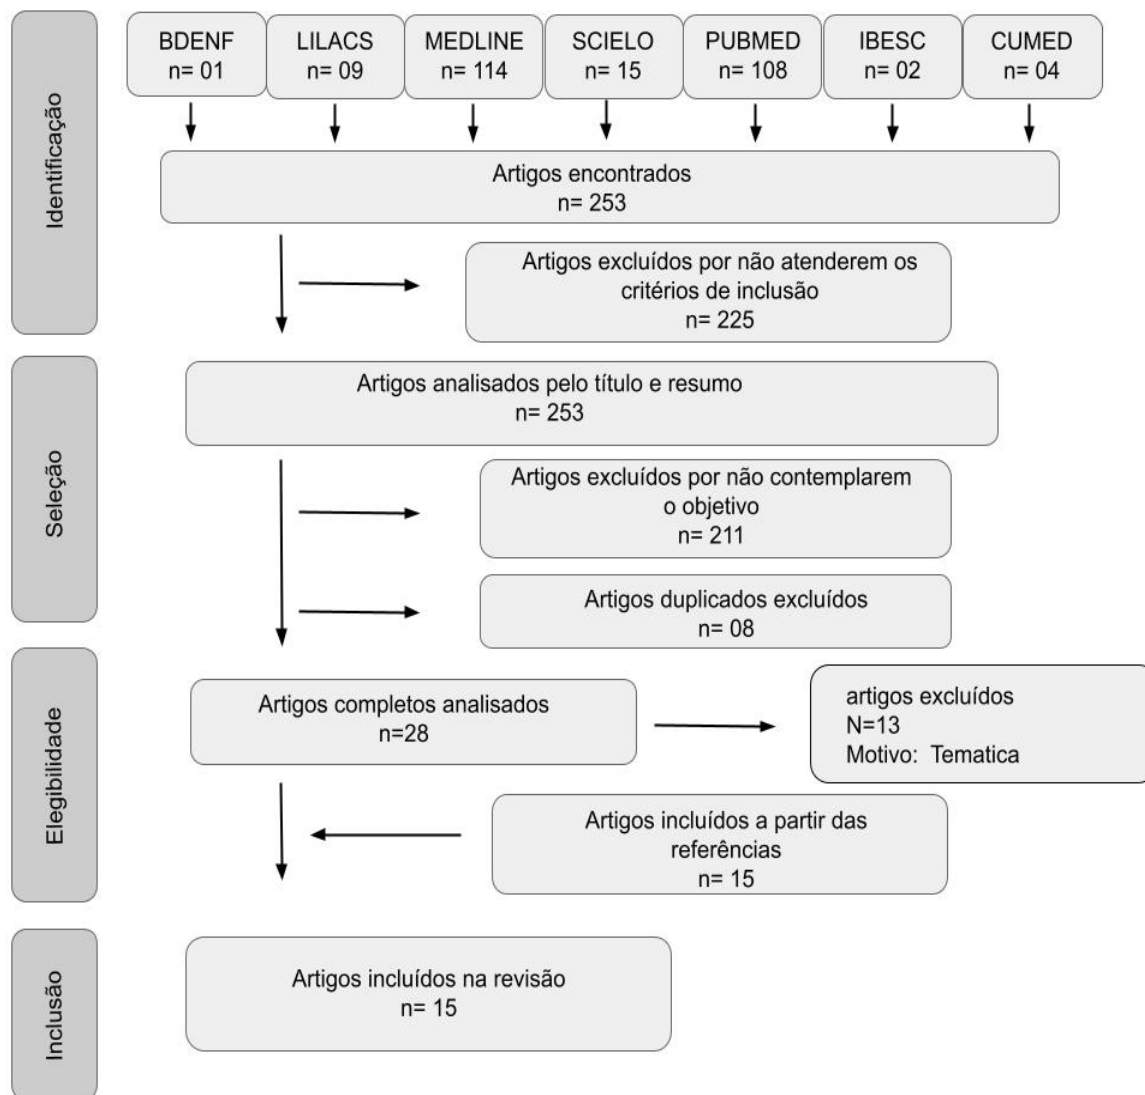 Identificação
BDENF
n= 01
LILACS
n= 09
MEDLINE
n= 114
SCIELO
n= 15
PUBMED
n= 108
IBESC
n= 02
CUMED
n= 04
Artigos encontrados
n= 253
Artigos excluídos por não atenderem os
critérios de inclusão
n= 225
Seleção
Artigos analisados pelo título e resumo
n= 253
Artigos excluídos por não contemplarem
o objetivo
n= 211
Artigos duplicados excluídos
n= 08
Elegibilidade
Artigos completos analisados
n=28
artigos excluídos
N=13
Motivo: Tematica
Artigos incluídos a partir das
referências
n= 15
Inclusão
Artigos incluídos na revisão
n= 15